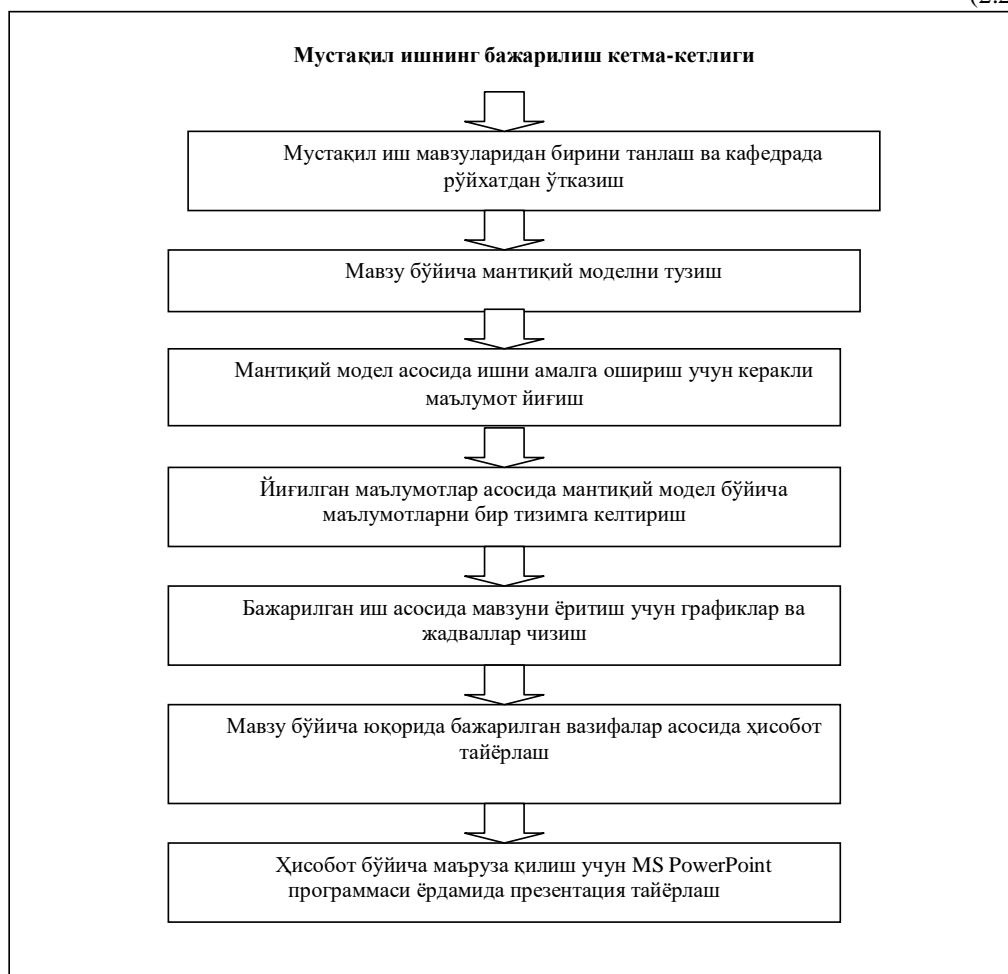 (2.2
Мустақил ишнинг бажарилиш кетма-кетлиги
Мустақил иш мавзуларидан бирини танлаш ва кафедрада
рўйхатдан ўтказиш
Мавзу бўйича мантиқий моделни тузиш
Мантиқий модел асосида ишни амалга ошириш учун керакли
маълумот йиғиш
Йиғилган маълумотлар асосида мантиқий модел бўйича
маълумотларни бир тизимга келтириш
Бажарилган иш асосида мавзуни ёритиш учун графиклар ва
жадваллар чизиш
Мавзу бўйича юқорида бажарилган вазифалар асосида ҳисобот
тайёрлаш
Ҳисобот бўйича маъруза қилиш учун MS PowerPoint
программаси ёрдамида презентация тайёрлаш